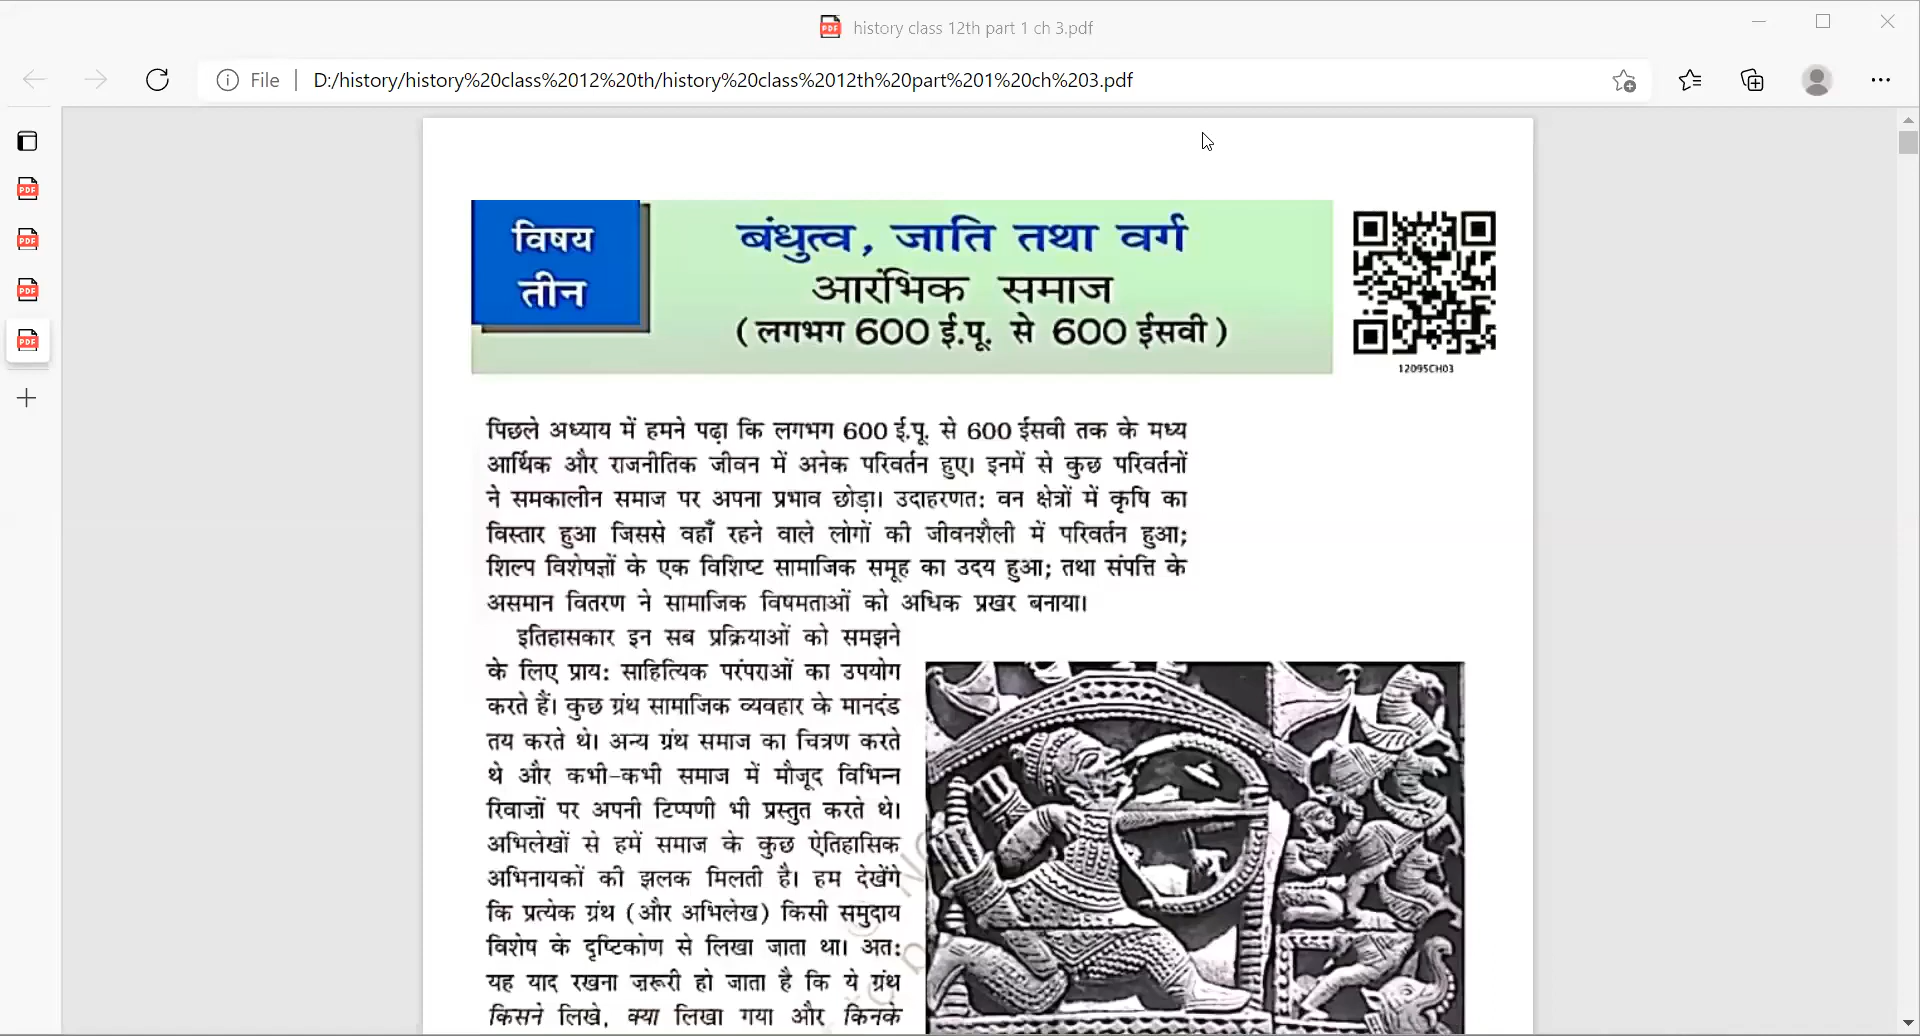 history class 12th part 1 ch 3.pdf
File
D:/history/history%20class%2012%20th/history%20class%2012th%20part%201%20ch%203.pdf
विषय
तीन
बंधुत्व, जाति तथा वर्ग
आरंभिक समाज
(लगभग 600 ई.पू. से 600 ईसवी)
12095CH03
पिछले अध्याय में हमने पढ़ा कि लगभग 600 ई.पू. से 600 ईसवी तक के मध्य
आर्थिक और राजनीतिक जीवन में अनेक परिवर्तन हुए। इनमें से कुछ परिवर्तनों
ने समकालीन समाज पर अपना प्रभाव छोड़ा। उदाहरणत: वन क्षेत्रों में कृषि का
विस्तार हुआ जिससे वहाँ रहने वाले लोगों की जीवनशैली में परिवर्तन हुआ;
शिल्प विशेषज्ञों के एक विशिष्ट सामाजिक समूह का उदय हुआ; तथा संपत्ति के
असमान वितरण ने सामाजिक विषमताओं को अधिक प्रखर बनाया।
इतिहासकार इन सब प्रक्रियाओं को समझने
के लिए प्राय: साहित्यिक परंपराओं का उपयोग
करते हैं। कुछ ग्रंथ सामाजिक व्यवहार के मानदंड
तय करते थे। अन्य ग्रंथ समाज का चित्रण करते
थे और कभी-कभी समाज में मौजूद विभिन्न
रिवाज़ों पर अपनी टिप्पणी भी प्रस्तुत करते थे।
अभिलेखों से हमें समाज के कुछ ऐतिहासिक
अभिनायकों की झलक मिलती है। हम देखेंगे
कि प्रत्येक ग्रंथ (और अभिलेख) किसी समुदाय
विशेष के दृष्टिकोण से लिखा जाता था। अत:
यह याद रखना ज़रूरी हो जाता है कि ये ग्रंथ
किसने लिखे, क्या लिखा गया और किनके